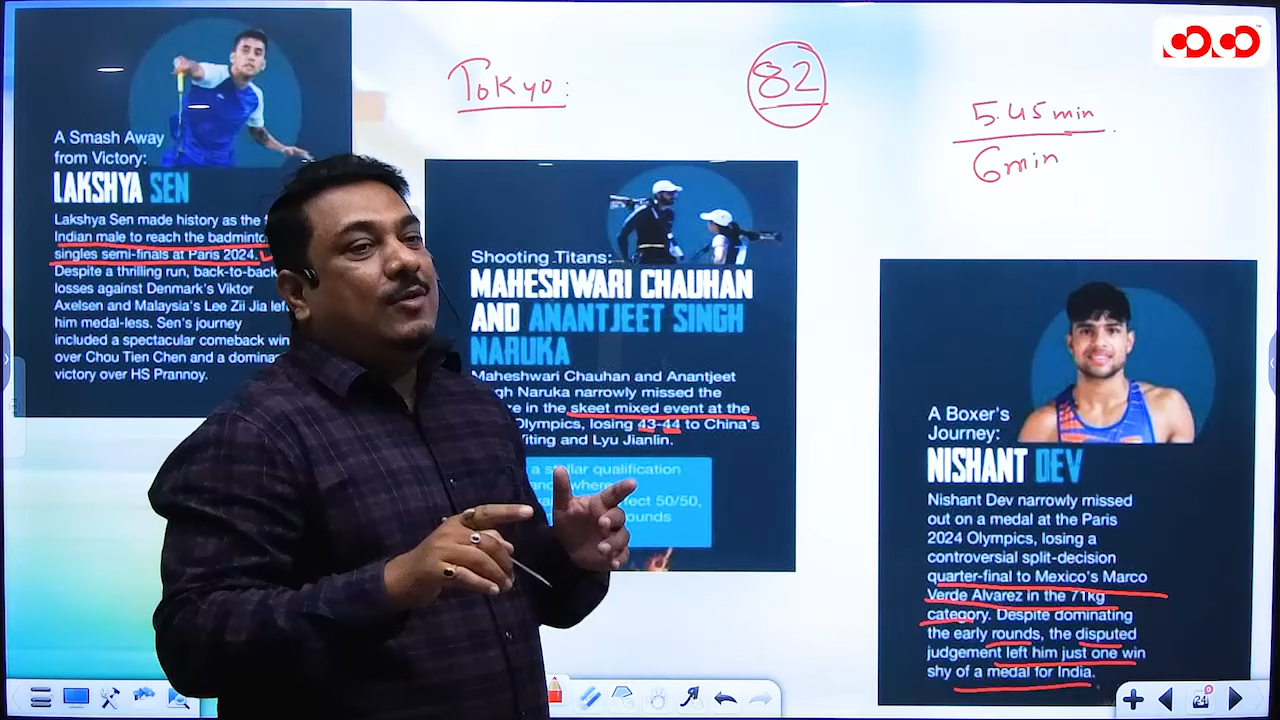 Tokyo:
82
5.45 min
6 min
A Smash Away
from Victory:
LAKSHYA SEN
Lakshya Sen made history as the
Indian male to reach the badminto
singles semi-finals at Paris 2024.
Despite a thrilling run, back-to-back
losses against Denmark's Viktor
Axelsen and Malaysia's Lee Zii Jia lef
him medal-less. Sen's journey
included a spectacular comeback win
over Chou Tien Chen and a domina
victory over HS Prannoy.
Shooting Titans:
MAHESHWARI CHAUHAN
AND ANANTJEET SINGH
NARUKA
Maheshwari Chauhan and Anantjeet
gh Naruka narrowly missed the
e in the skeet mixed event at the
Olympics, losing 43-44 to China's
Yiting and Lyu Jianlin.
a stellar qualification
where
fect 50/50,
ounds
A Boxer's
Journey:
NISHANT DEV
Nishant Dev narrowly missed
out on a medal at the Paris
2024 Olympics, losing a
controversial split-decision
quarter-final to Mexico's Marco
Verde Alvarez in the 71kg
category. Despite dominating
the early rounds, the disputed
judgement left him just one win
shy of a medal for India.
24